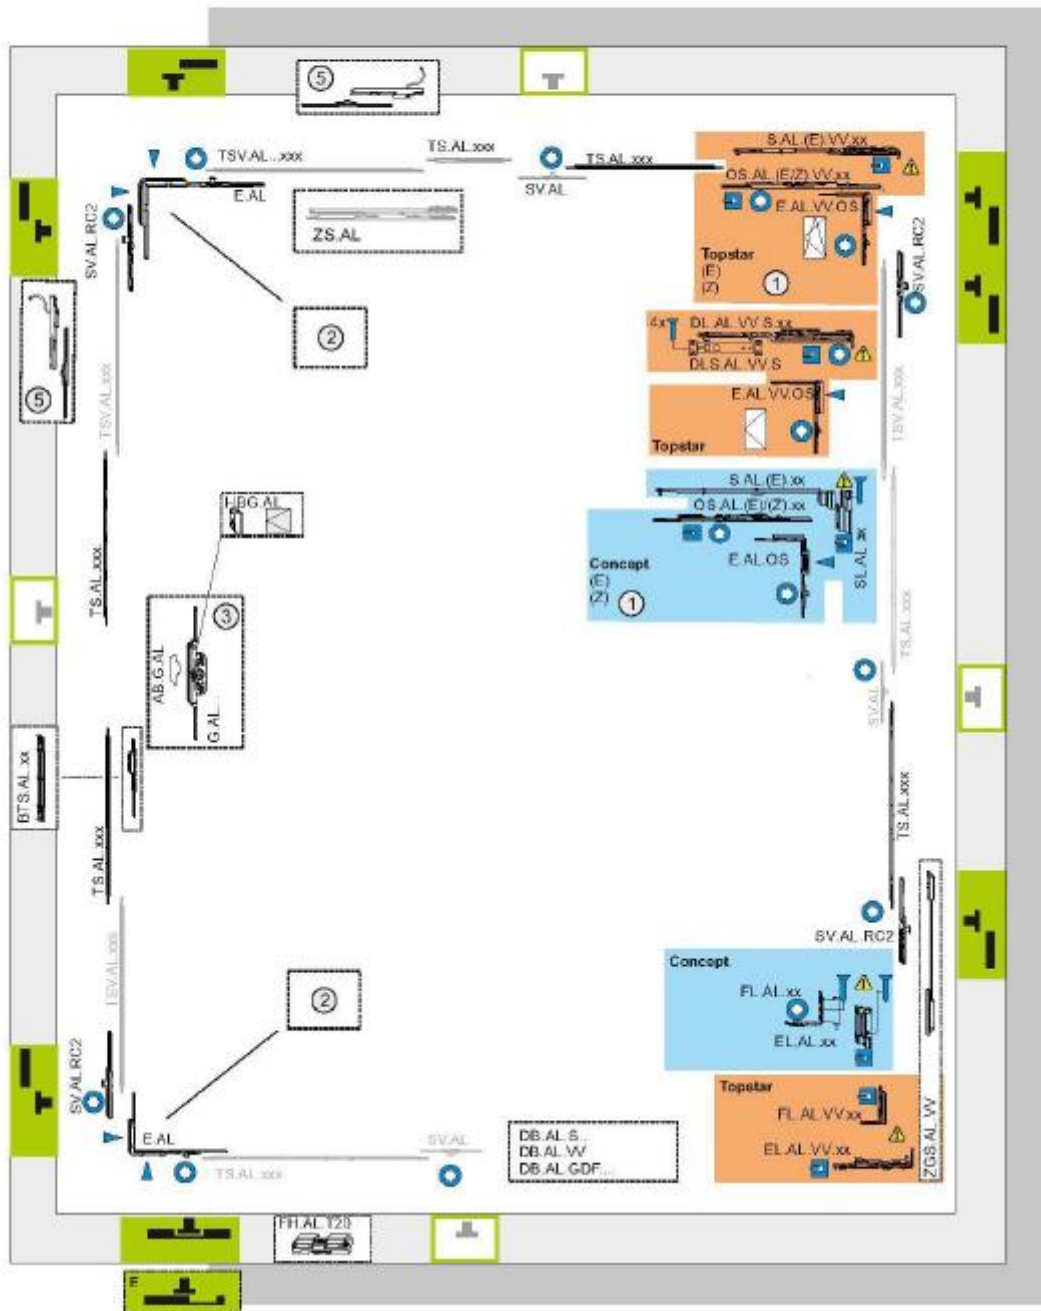 5
S.AL.(E).VV.xx
TSV.AL...xxx
TS.AL.xxx
TS.AL.xxx
SV.AL
E.AL
OS.AL.(E/Z).VV.xx
E.AL.VV.OS
SV.AL.RC2
ZS.AL
Topstar
(E)
(Z)
1
SV.AL.RC2
2
4x
DL.AL.VV.S.xx
DLS.AL.VV.S
5
TSV.AL.xxx
TSV.AL.xxx
E.AL.VV.OS
Topstar
S.AL.(E).xx
OS.AL.(E)/(Z).xx
E.AL.OS
SL.AL.xx
Concept
(E)
(Z)
1
HBG.AL
TS.AL.xxx
3
AB.G.AL
G.AL...
TS.AL.xxx
SV.AL
BTS.AL.xx
TS.AL.xxx
TS.AL.xxx
TSV.AL.xxx
SV.AL.RC2
Concept
FL.AL.xx
EL.AL.xx
2
SV.AL.RC2
Topstar
FL.AL.VV.xx
EL.AL.VV.xx
ZGS.AL.VV
E.AL
TS.AL.xxx
SV.AL
DB.AL.S..
DB.AL.VV
DB.AL.GDF...
FH.AL.T20
E